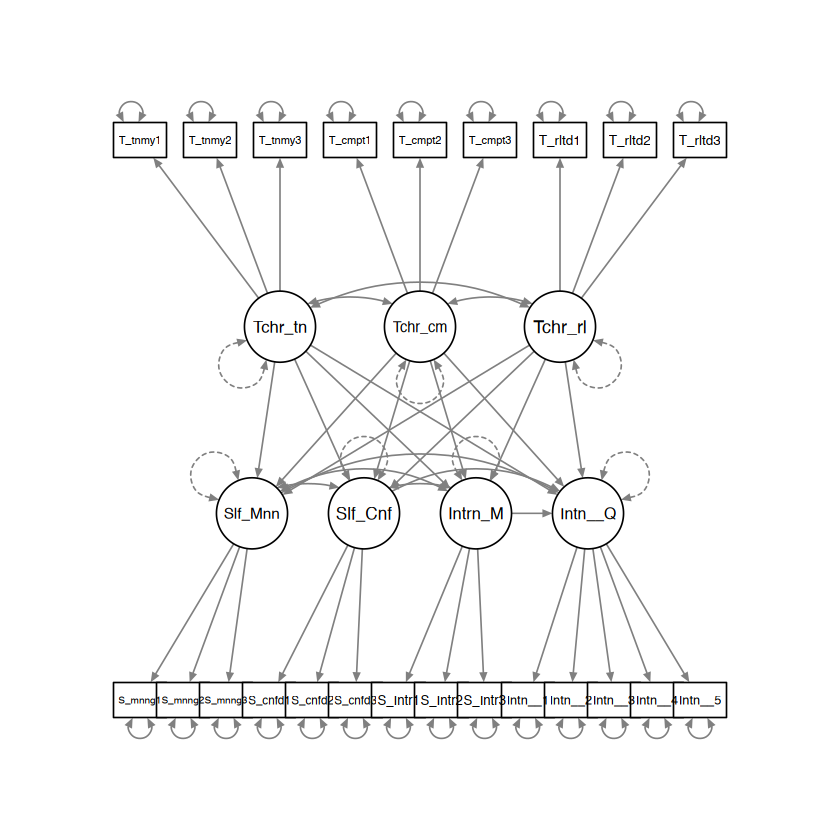 T_tnmy1 T_tnmy2 T_tnmy3 T_cmpt1 T_cmpt2 T_cmpt3 T_rltd1 T_rltd2 T_rltd3
Tchr_tn Tchr_cm Tchr_rl
Slf_Mnn Slf_Cnf Intrn_M Intn__Q
S_mnng1 S_mnng2 S_mnng3 S_cnfd1 S_cnfd2 S_cnfd3 S_Intr1 S_Intr2 S_Intr3 Intn__1 Intn__2 Intn__3 Intn__4 Intn__5